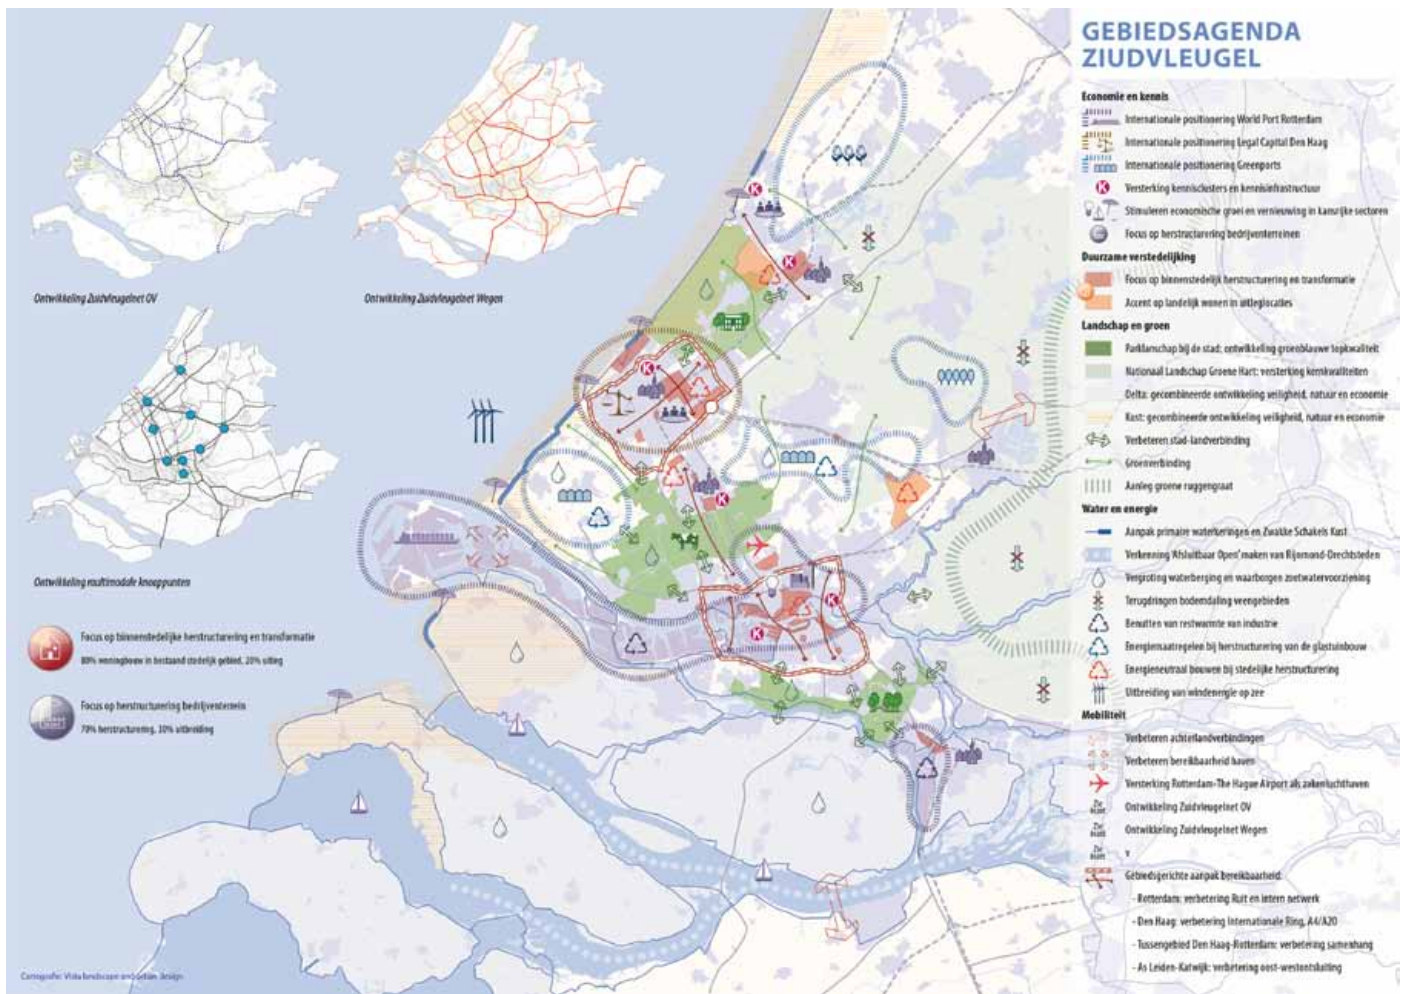 GEBIEDSAGENDA
ZIUDVLEUGEL
Economie en kennis
Internationale positionering World Port Rotterdam
Internationale positionering Legal Capital Den Haag
Internationale positionering Greenports
K
Versterking kennisclusters en kennisinfrastructuur
Stimuleren economische groei en vernieuwing in kansrijke sectoren
Focus op herstructurering bedrijventerreinen
Duurzame verstedelijking
Focus op binnenstedelijk herstructurering en transformatie
Accent op landelijk wonen in uitleglocaties
Landschap en groen
Parklanschap bij de stad; ontwikkeling groenblauwe topkwaliteit
Nationaal Landschap Groene Hart: versterking kernkwaliteiten
Delta: gecombineerde ontwikkeling veiligheid, natuur en economie
Kust: gecombineerde ontwikkeling veiligheid, natuur en economie
Verbeteren stad-landverbinding
Groenverbinding
Aanleg groene ruggengraat
Water en energie
Aanpak primaire waterkeringen en Zwakke Schakels Kust
Verkenning 'Afsluitbaar Open' maken van Rijnmond-Drechtsteden
Vergroting waterberging en waarborgen zoetwatervoorziening
Terugdringen bodemdaling veengebieden
Benutten van restwarmte van industrie
Energiemaatregelen bij herstructurering van de glastuinbouw
Energieneutraal bouwen bij stedelijke herstructurering
Uitbreiding van windenergie op zee
Mobiliteit
Verbeteren achterlandverbindingen
Verbeteren bereikbaarheid haven
Versterking Rotterdam-The Hague Airport als zakenluchthaven
Zie inzet
Ontwikkeling Zuidvleugelnet OV
Zie inzet
Ontwikkeling Zuidvleugelnet Wegen
Zie inzet
v
Gebiedsgerichte aanpak bereikbaarheid:
- Rotterdam: verbetering Ruit en intern netwerk
- Den Haag: verbetering Internationale Ring, A4/A20
- Tussengebied Den Haag-Rotterdam: verbetering samenhang
- As Leiden-Katwijk: verbetering oost-westontsluiting
Ontwikkeling Zuidvleugelnet OV
Ontwikkeling Zuidvleugelnet Wegen
Ontwikkeling multimodale knooppunten
Focus op binnenstedelijke herstructurering en transformatie
80% woningbouw in bestaand stedelijk gebied, 20% uitleg
Focus op herstructurering bedrijventerrein
70% herstructurering, 30% uitbreiding
K
K
K
K
K
K
Cartografie: Vista landscape and urban design